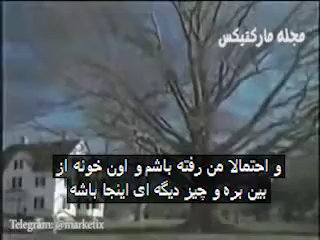 مجله مارکتیکس
و احتمالا من رفته باشم و اون خونه از
بین بره و چیز دیگه ای اینجا باشه
Telegram: @marketix